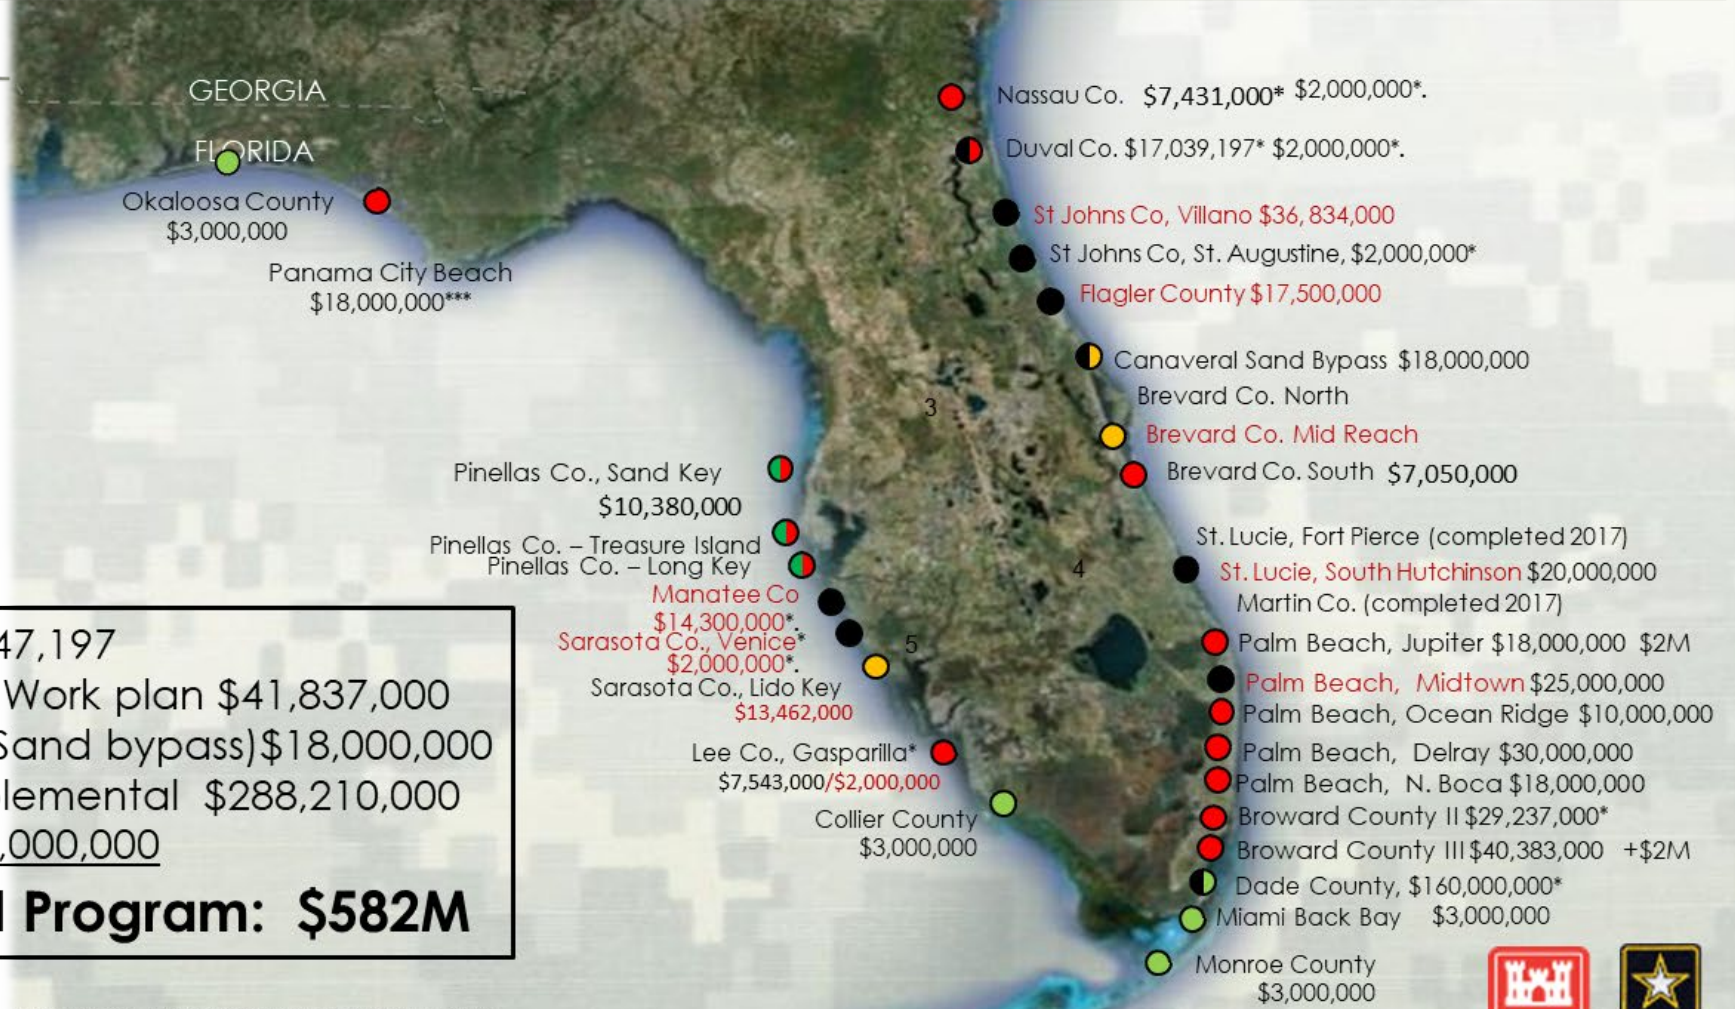 GEORGIA
FLORIDA
Okaloosa County
$3,000,000
Panama City Beach
$18,000,000***
Nassau Co. $7,431,000* $2,000,000*.
Duval Co. $17,039,197* $2,000,000*.
St Johns Co, Villano $36,834,000
St Johns Co, St. Augustine, $2,000,000*
Flagler County $17,500,000
Canaveral Sand Bypass $18,000,000
Brevard Co. North
Brevard Co. Mid Reach
Brevard Co. South $7,050,000
St. Lucie, Fort Pierce (completed 2017)
St. Lucie, South Hutchinson $20,000,000
Martin Co. (completed 2017)
Palm Beach, Jupiter $18,000,000 $2M
Palm Beach, Midtown $25,000,000
Palm Beach, Ocean Ridge $10,000,000
Palm Beach, Delray $30,000,000
Palm Beach, N. Boca $18,000,000
Broward County II $29,237,000*
Broward County III $40,383,000 +$2M
Dade County, $160,000,000*
Miami Back Bay $3,000,000
Monroe County
$3,000,000
3
4
5
Pinellas Co., Sand Key
$10,380,000
Pinellas Co. – Treasure Island
Pinellas Co. – Long Key
Manatee Co
$14,300,000*.
Sarasota Co., Venice*
$2,000,000*.
Sarasota Co., Lido Key
$13,462,000
Lee Co., Gasparilla*
$7,543,000/$2,000,000
Collier County
$3,000,000
47,197
Work plan $41,837,000
Sand bypass)$18,000,000
lemental $288,210,000
,000,000
l Program: $582M